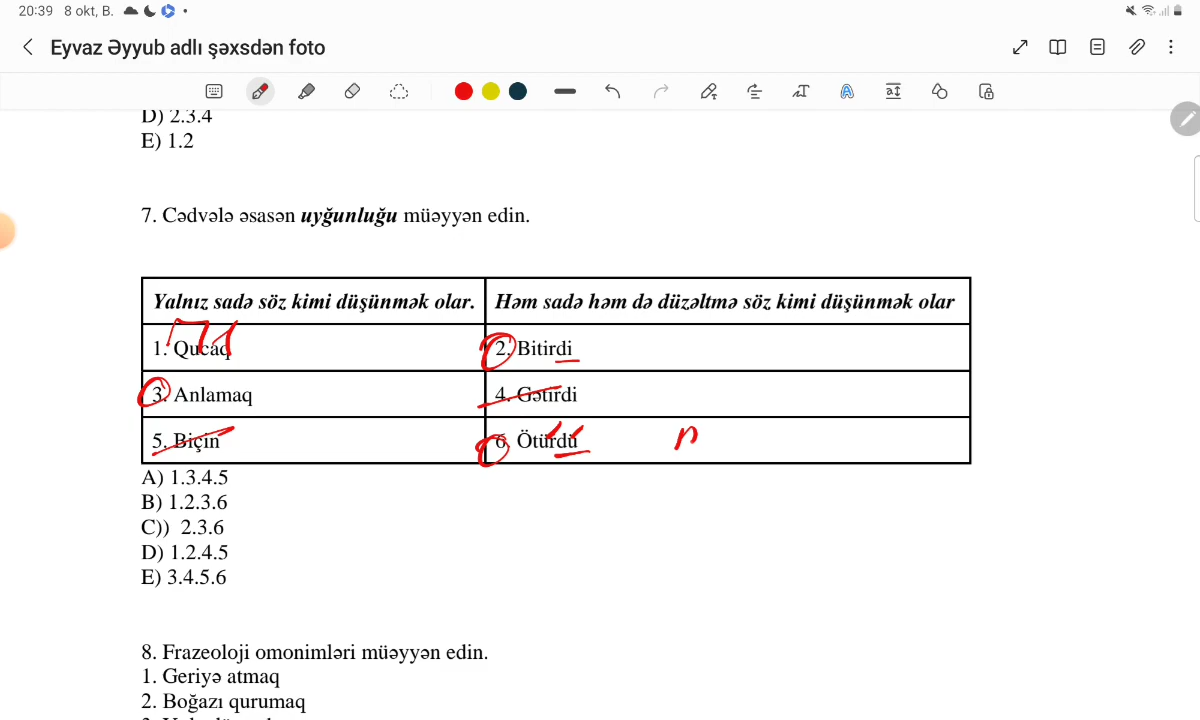 20:39 8 okt, B.
Eyvaz Əyyub adlı şəxsdən foto
D) 2.3.4
E) 1.2
7. Cədvələ əsasən uyğunluğu müəyyən edin.
Yalnız sadə söz kimi düşünmək olar. Həm sadə həm də düzəltmə söz kimi düşünmək olar
1. Qucaq 2. Bitirdi
3. Anlamaq 4. Gətirdi
5. Biçin 6. Ötürdü
A) 1.3.4.5
B) 1.2.3.6
C)) 2.3.6
D) 1.2.4.5
E) 3.4.5.6
8. Frazeoloji omonimləri müəyyən edin.
1. Geriyə atmaq
2. Boğazı qurumaq